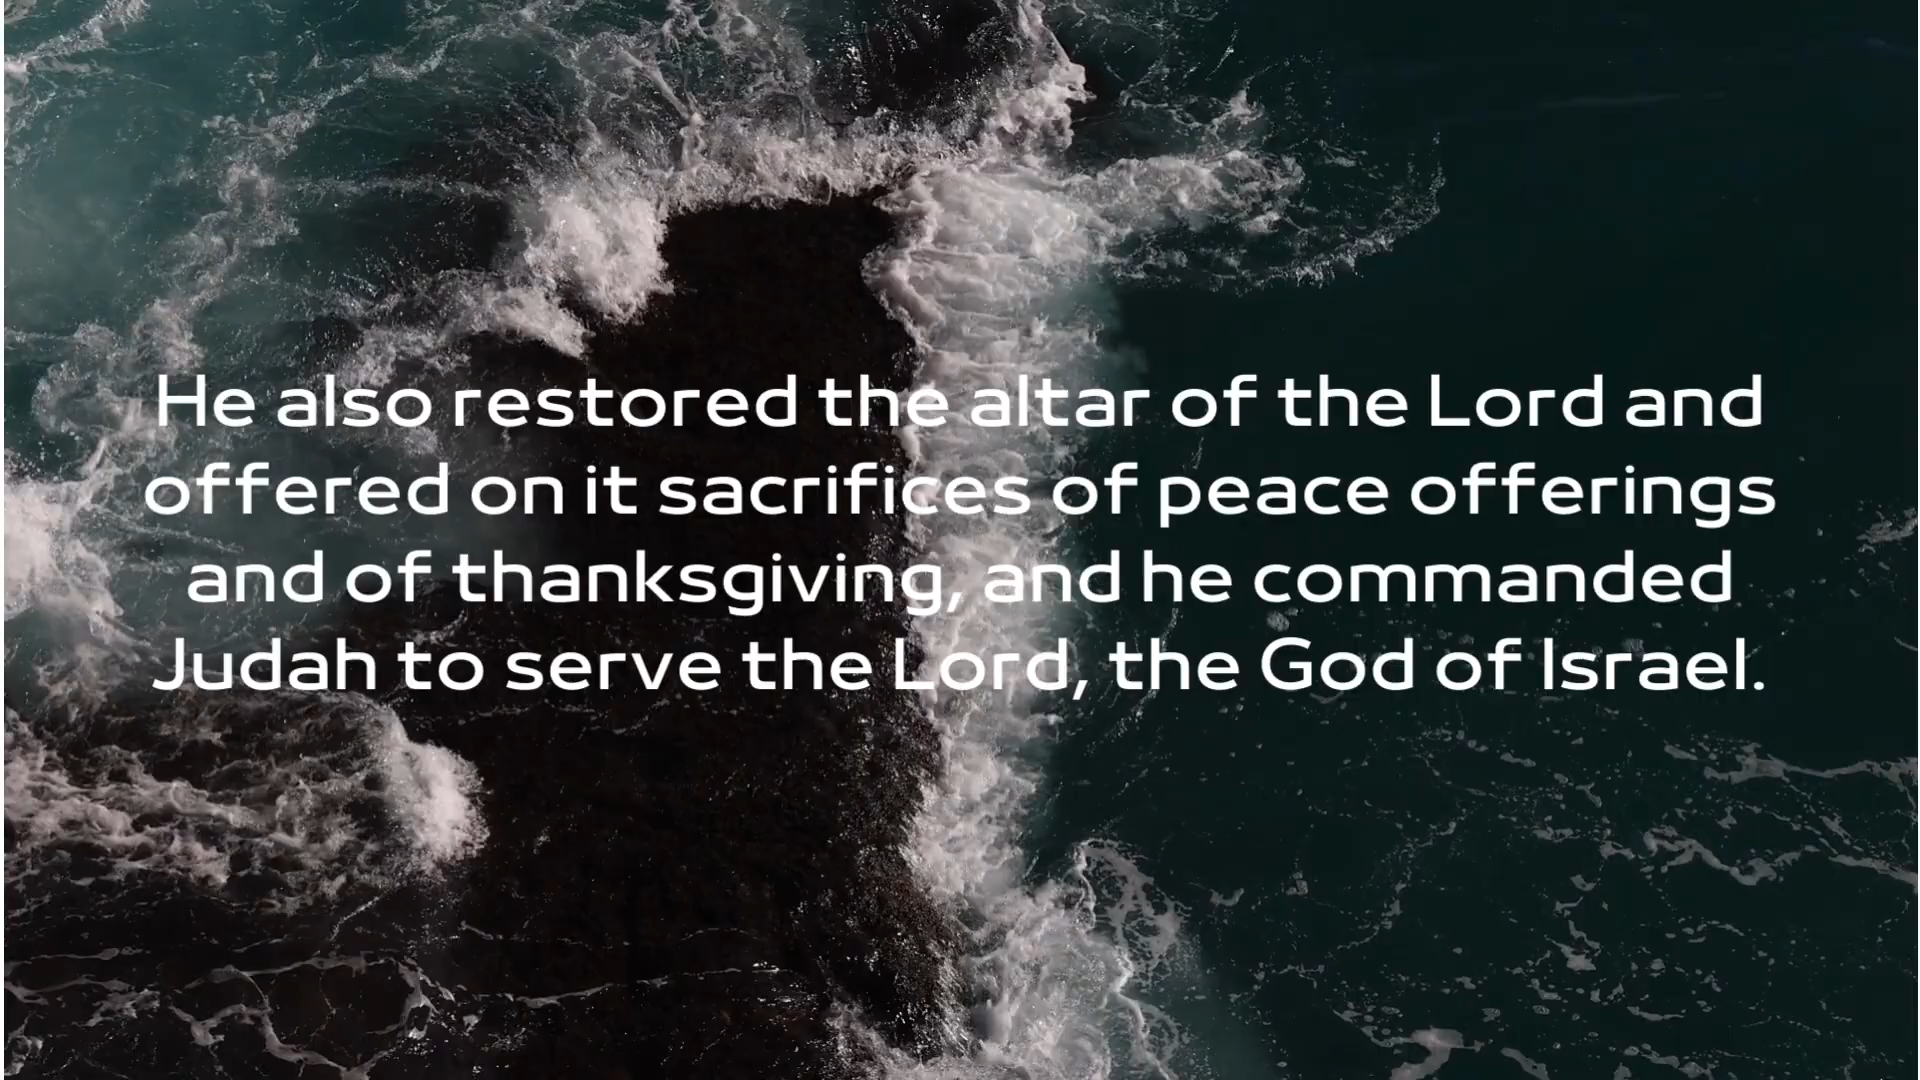 He also restored the altar of the Lord and
offered on it sacrifices of peace offerings
and of thanksgiving, and he commanded
Judah to serve the Lord, the God of Israel.